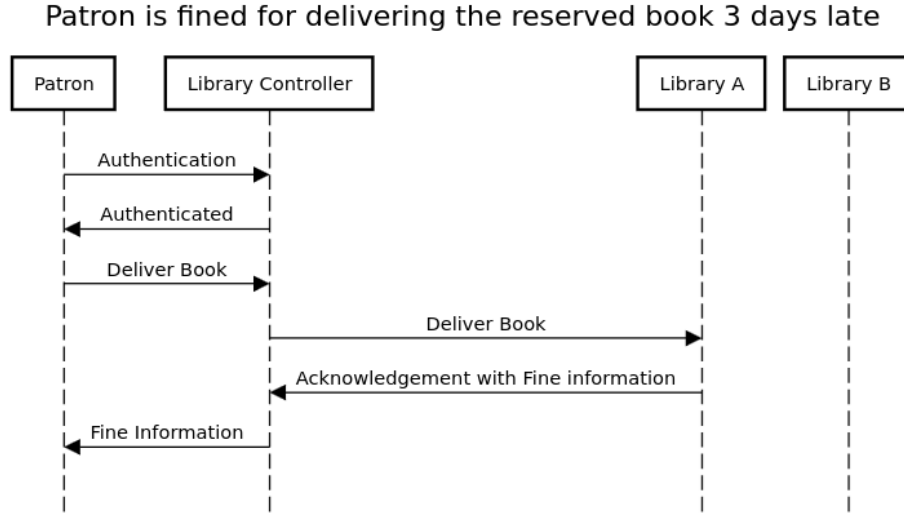 Patron is fined for delivering the reserved book 3 days late
Patron
Library Controller
Library A
Library B
Authentication
Authenticated
Deliver Book
Deliver Book
Acknowledgement with Fine information
Fine Information